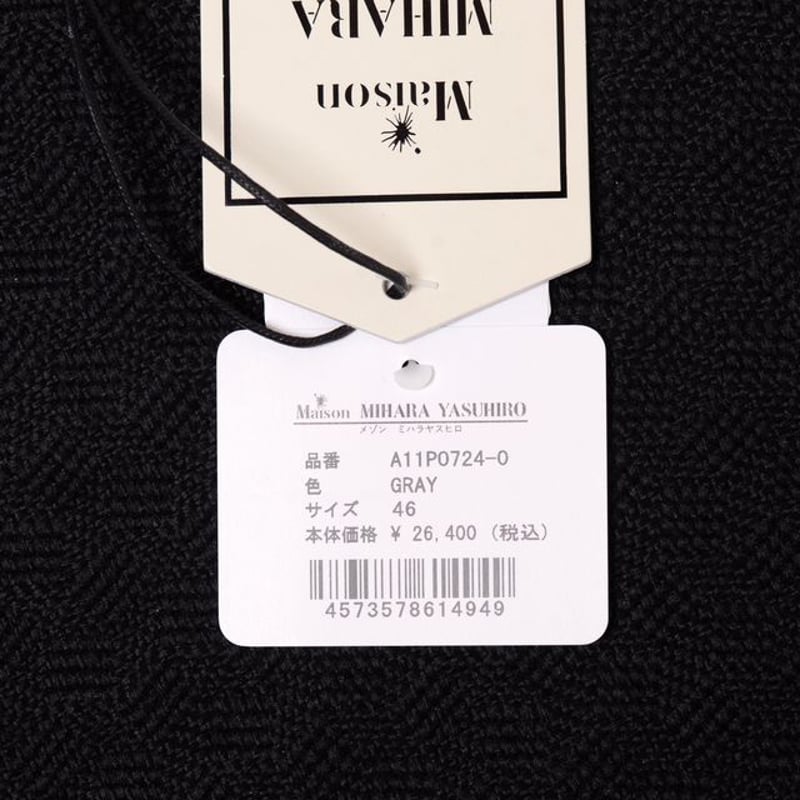 Maison
MIHARA
Maison MIHARA YASUHIRO
メゾン ミハラヤスヒロ
品番 A11P0724-0
色 GRAY
サイズ 46
本体価格 ¥ 26,400 (税込)
4573578614949